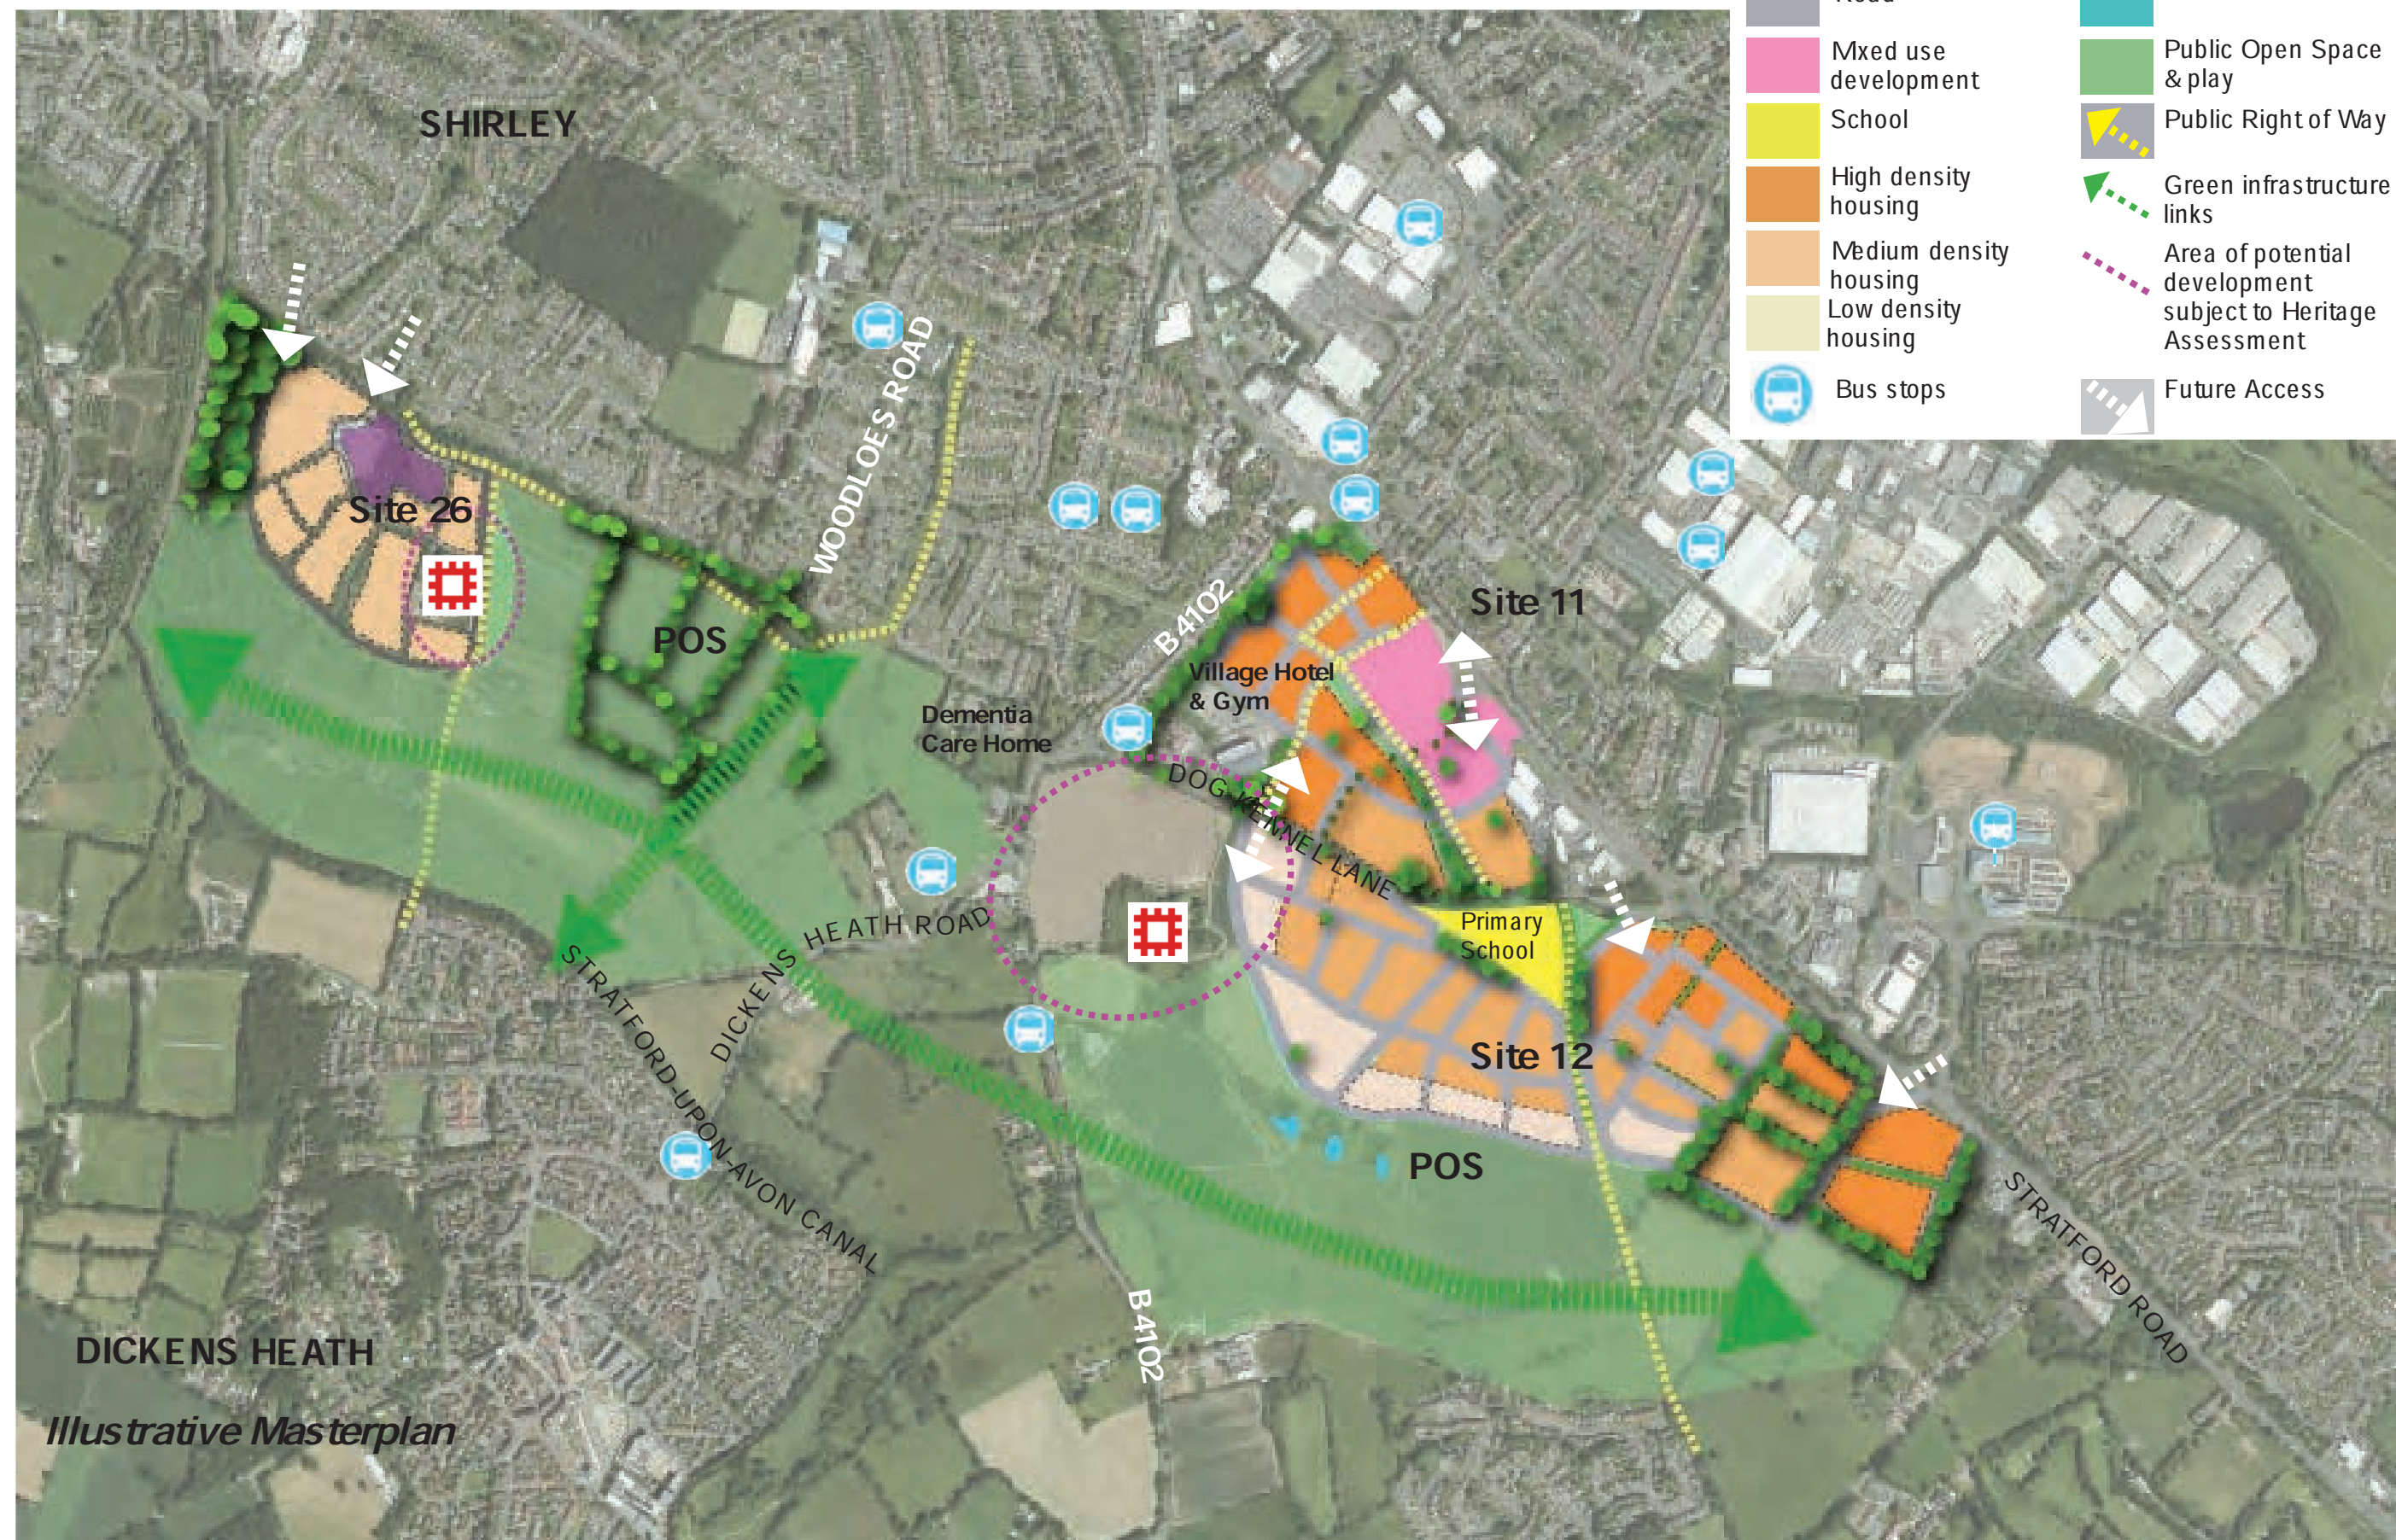 Mxed use
development
School
High density
housing
Medium density
housing
Low density
housing
Bus stops
Public Open Space
& play
Public Right of Way
Green infrastructure
links
Area of potential
development
subject to Heritage
Assessment
Future Access
SHIRLEY
WOODLOES ROAD
Site 26
POS
B4102
Site 11
Village Hotel
& Gym
Dementia
Care Home
DOG KENNEL LANE
Primary
School
DICKENS HEATH ROAD
STRATFORD-UPON-AVON CANAL
Site 12
POS
STRATFORD ROAD
B4102
DICKENS HEATH
Illustrative Masterplan